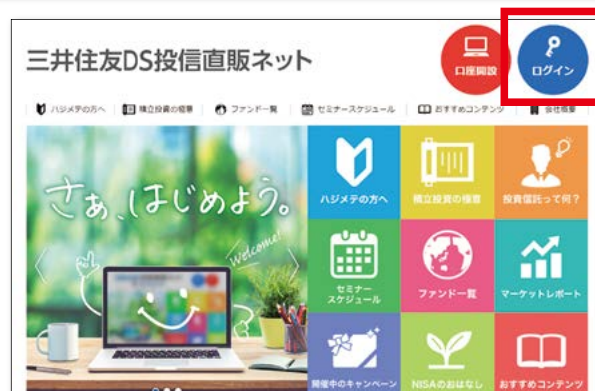 三井住友DS投信直販ネット
口座開設
ログイン
ハジメテの方へ
積立投資の極意
ファンド一覧
セミナースケジュール
おすすめコンテンツ
会社概要
さぁ、はじめよう。
Welcome!
ハジメテの方へ
積立投資の極意
投資信託って何？
セミナー
スケジュール
ファンド一覧
マーケットレポート
開催中のキャンペーン
NISAのおはなし
おすすめコンテンツ